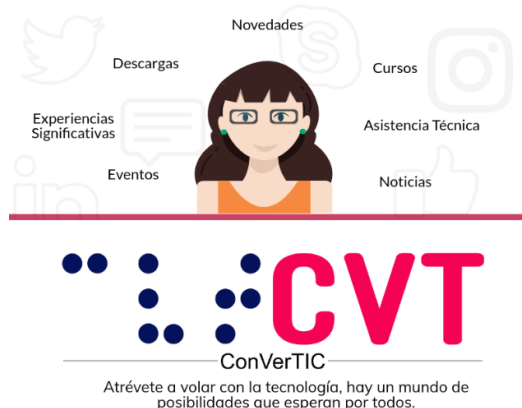 Novedades
Descargas
Cursos
Experiencias
Significativas
Asistencia Técnica
Eventos
Noticias
⠉⠧⠞ CVT
ConVerTIC
Atrévete a volar con la tecnología, hay un mundo de
posibilidades que esperan por todos.